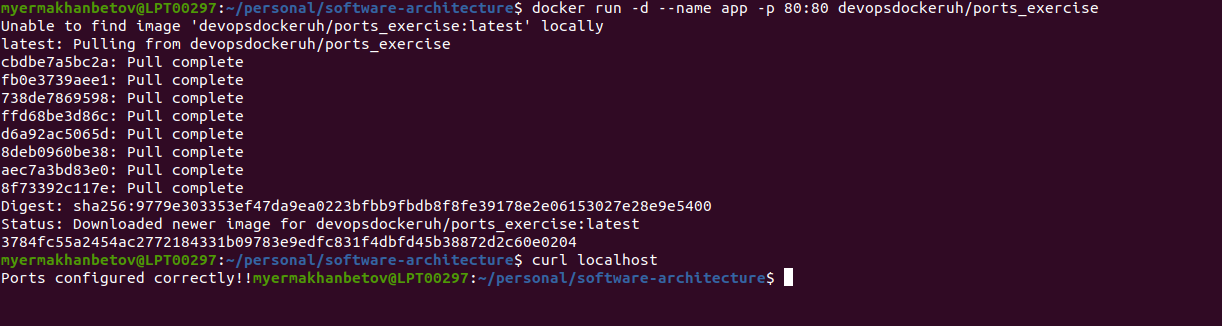 myermakhanbetov@LPT00297:~/personal/software-architecture$ docker run -d --name app -p 80:80 devopsdockeruh/ports_exercise
Unable to find image 'devopsdockeruh/ports_exercise:latest' locally
latest: Pulling from devopsdockeruh/ports_exercise
cbdbe7a5bc2a: Pull complete
fb0e3739aee1: Pull complete
738de7869598: Pull complete
ffd68be3d86c: Pull complete
d6a92ac5065d: Pull complete
8deb0960be38: Pull complete
aec7a3bd83e0: Pull complete
8f73392c117e: Pull complete
Digest: sha256:9779e303353ef47da9ea0223bfbb9fbdb8f8fe39178e2e06153027e28e9e5400
Status: Downloaded newer image for devopsdockeruh/ports_exercise:latest
3784fc55a2454ac2772184331b09783e9edfc831f4dbfd45b38872d2c60e0204
myermakhanbetov@LPT00297:~/personal/software-architecture$ curl localhost
Ports configured correctly!!myermakhanbetov@LPT00297:~/personal/software-architecture$